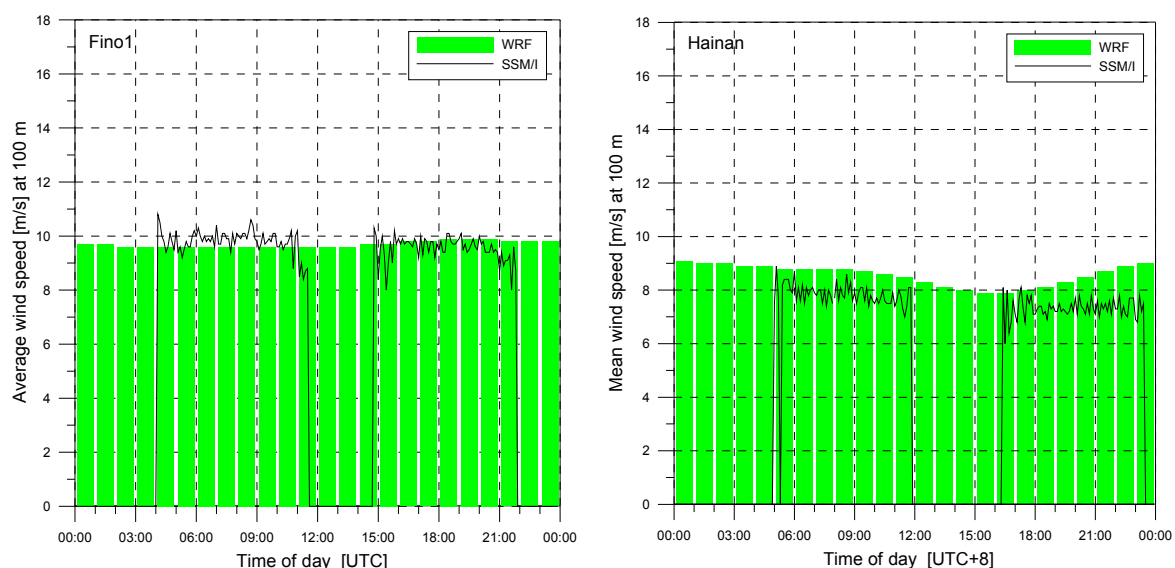 Fino1
WRF
SSM/I
Average wind speed [m/s] at 100 m
18
16
14
12
10
8
6
4
2
0
00:00 03:00 06:00 09:00 12:00 15:00 18:00 21:00 00:00
Time of day [UTC]
Hainan
WRF
SSM/I
Mean wind speed [m/s] at 100 m
18
16
14
12
10
8
6
4
2
0
00:00 03:00 06:00 09:00 12:00 15:00 18:00 21:00 00:00
Time of day [UTC+8]